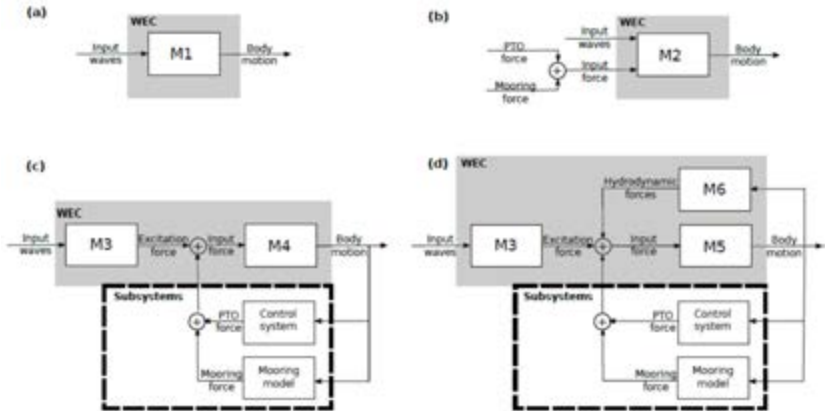 (a)
WEC
Input
waves
M1
Body
motion
(b)
WEC
Input
waves
PTO
force
Mooring
force
Input
force
M2
Body
motion
(c)
WEC
Input
waves
M3
Excitation
force
Input
force
M4
Body
motion
Subsystems
PTO
force
Control
system
Mooring
force
Mooring
model
(d)
WEC
Hydrodynamic
forces
M6
Input
waves
M3
Excitation
force
Input
force
M5
Body
motion
Subsystems
PTO
force
Control
system
Mooring
force
Mooring
model